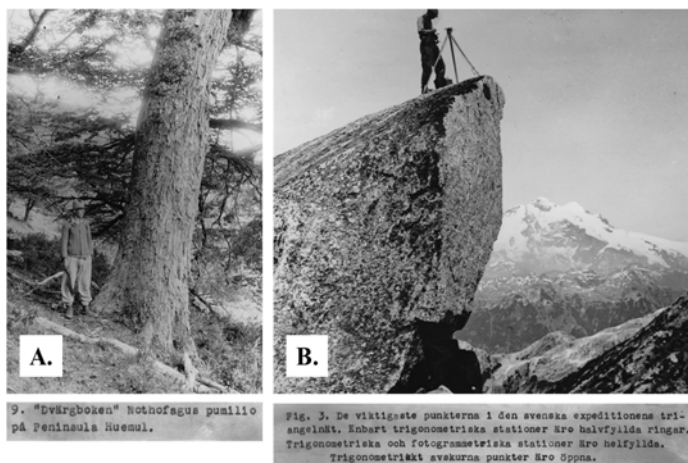 A.
B.
9. "Dvärgboken" Nothofagus pumilio
på Peninsula Huemul.
Fig. 3. De viktigaste punkterna i den svenska expeditionens tri-
angelnät. Enbart trigonometriska stationer äro halvfyllda ringar.
Trigonometriska och fotogrammetriska stationer äro helfyllda.
Trigonometriskt avskurna punkter äro öppna.